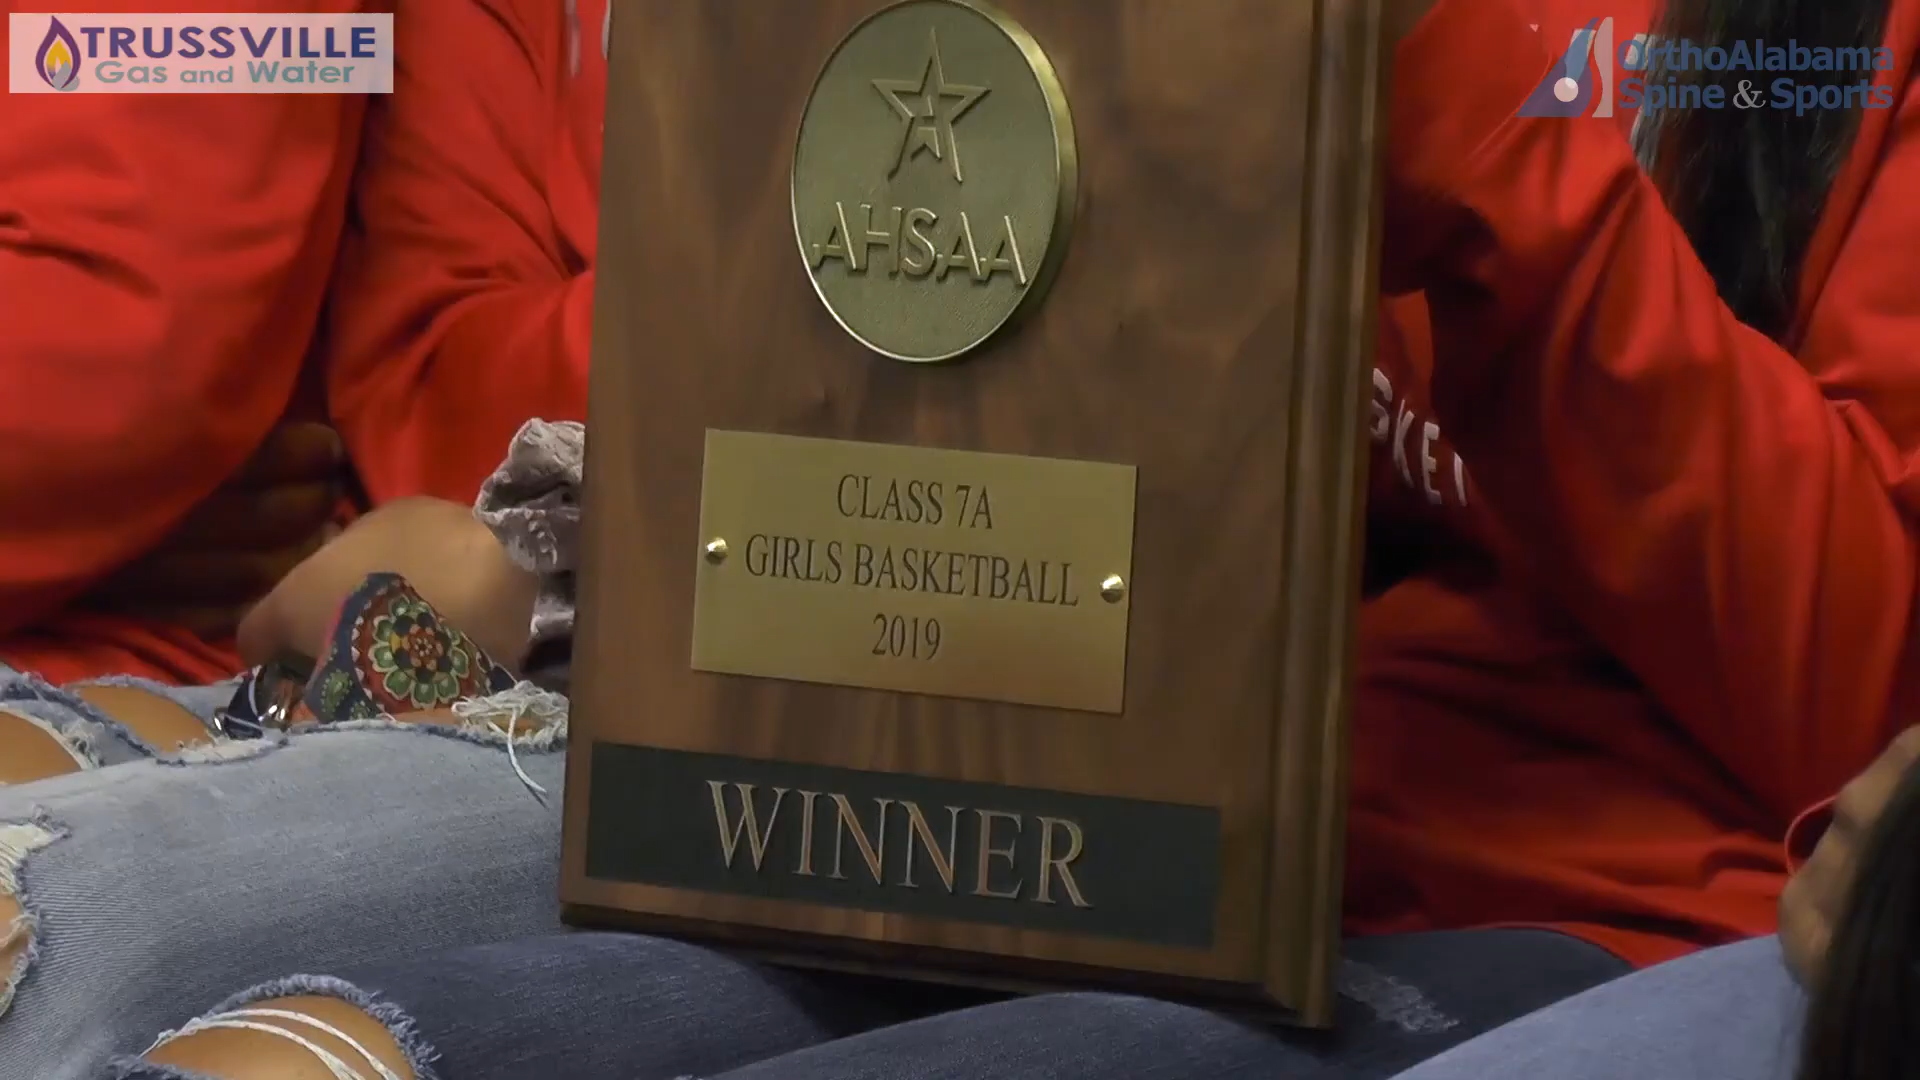 TRUSSVILLE
Gas and Water
OrthoAlabama
Spine & Sports
AHSAA
CLASS 7A
GIRLS BASKETBALL
2019
WINNER